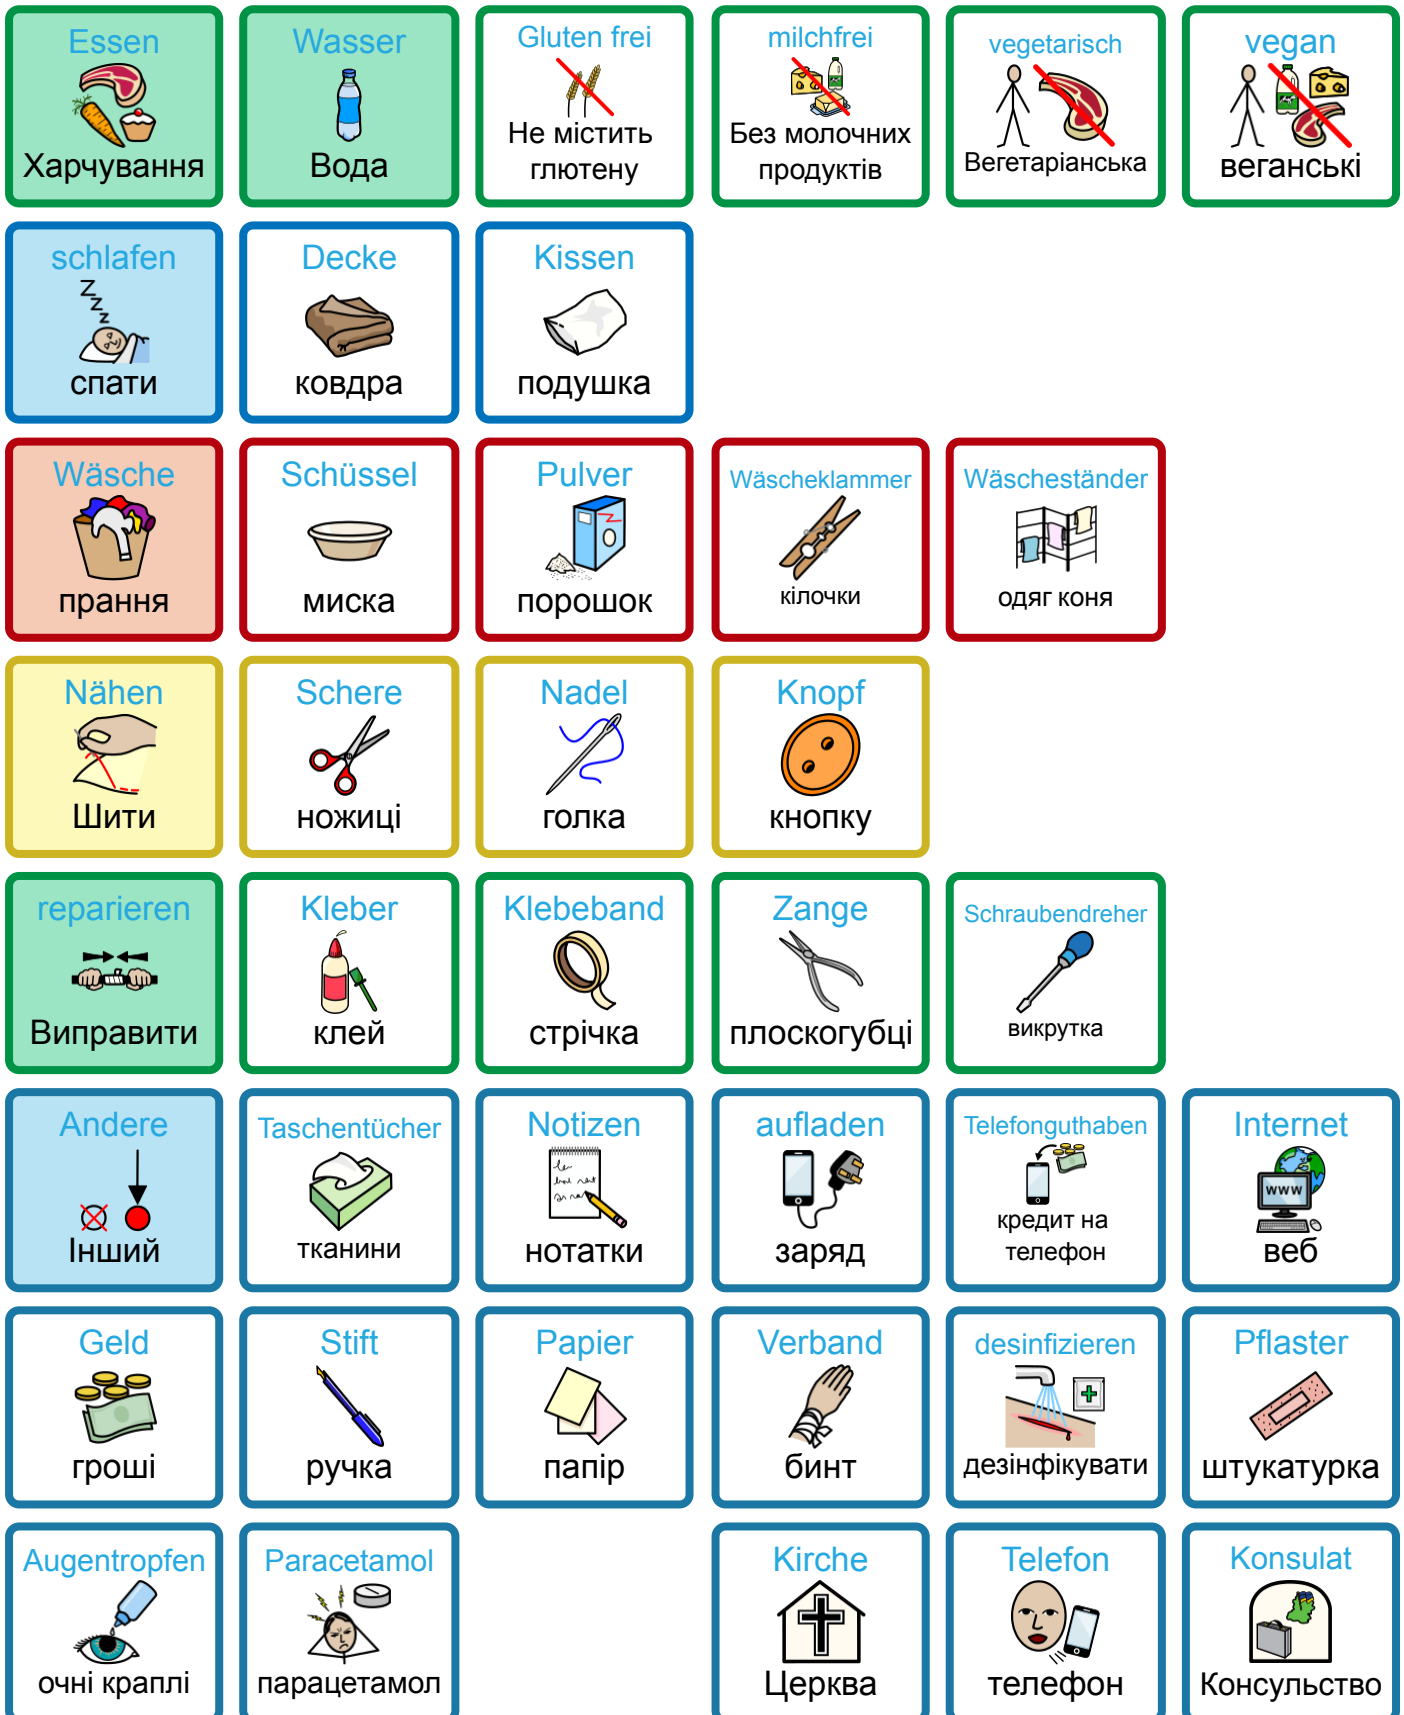 Essen
Харчування
Wasser
Вода
Gluten frei
Не містить
глютену
milchfrei
Без молочних
продуктів
vegetarisch
Вегетаріанська
vegan
веганські
schlafen
Z
Z
Z
Z
спати
Decke
ковдра
Kissen
подушка
Wäsche
прання
Schüssel
миска
Pulver
порошок
Wäscheklammer
кілочки
Wäscheständer
одяг коня
Nähen
Шити
Schere
ножиці
Nadel
голка
Knopf
кнопку
reparieren
Виправити
Kleber
клей
Klebeband
стрічка
Zange
плоскогубці
Schraubendreher
викрутка
Andere
Інший
Taschentücher
тканини
Notizen
нотатки
aufladen
заряд
Telefonguthaben
кредит на
телефон
Internet
www
веб
Geld
гроші
Stift
ручка
Papier
папір
Verband
бинт
desinfizieren
дезінфікувати
Pflaster
штукатурка
Augentropfen
очні краплі
Paracetamol
парацетамол
Kirche
Церква
Telefon
телефон
Konsulat
Консульство